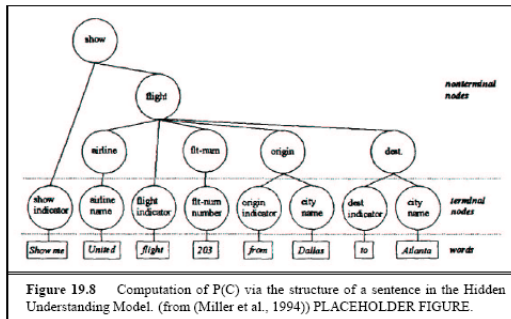 show
nonterminal
nodes
flight
airline
flt-num
origin
dest.
show
indicator
airline
name
flight
indicator
flt-num
number
origin
indicator
city
name
dest
indicator
city
name
terminal
nodes
Show me
United
flight
203
from
Dallas
to
Atlanta
words
Figure 19.8 Computation of P(C) via the structure of a sentence in the Hidden
Understanding Model. (from (Miller et al., 1994)) PLACEHOLDER FIGURE.